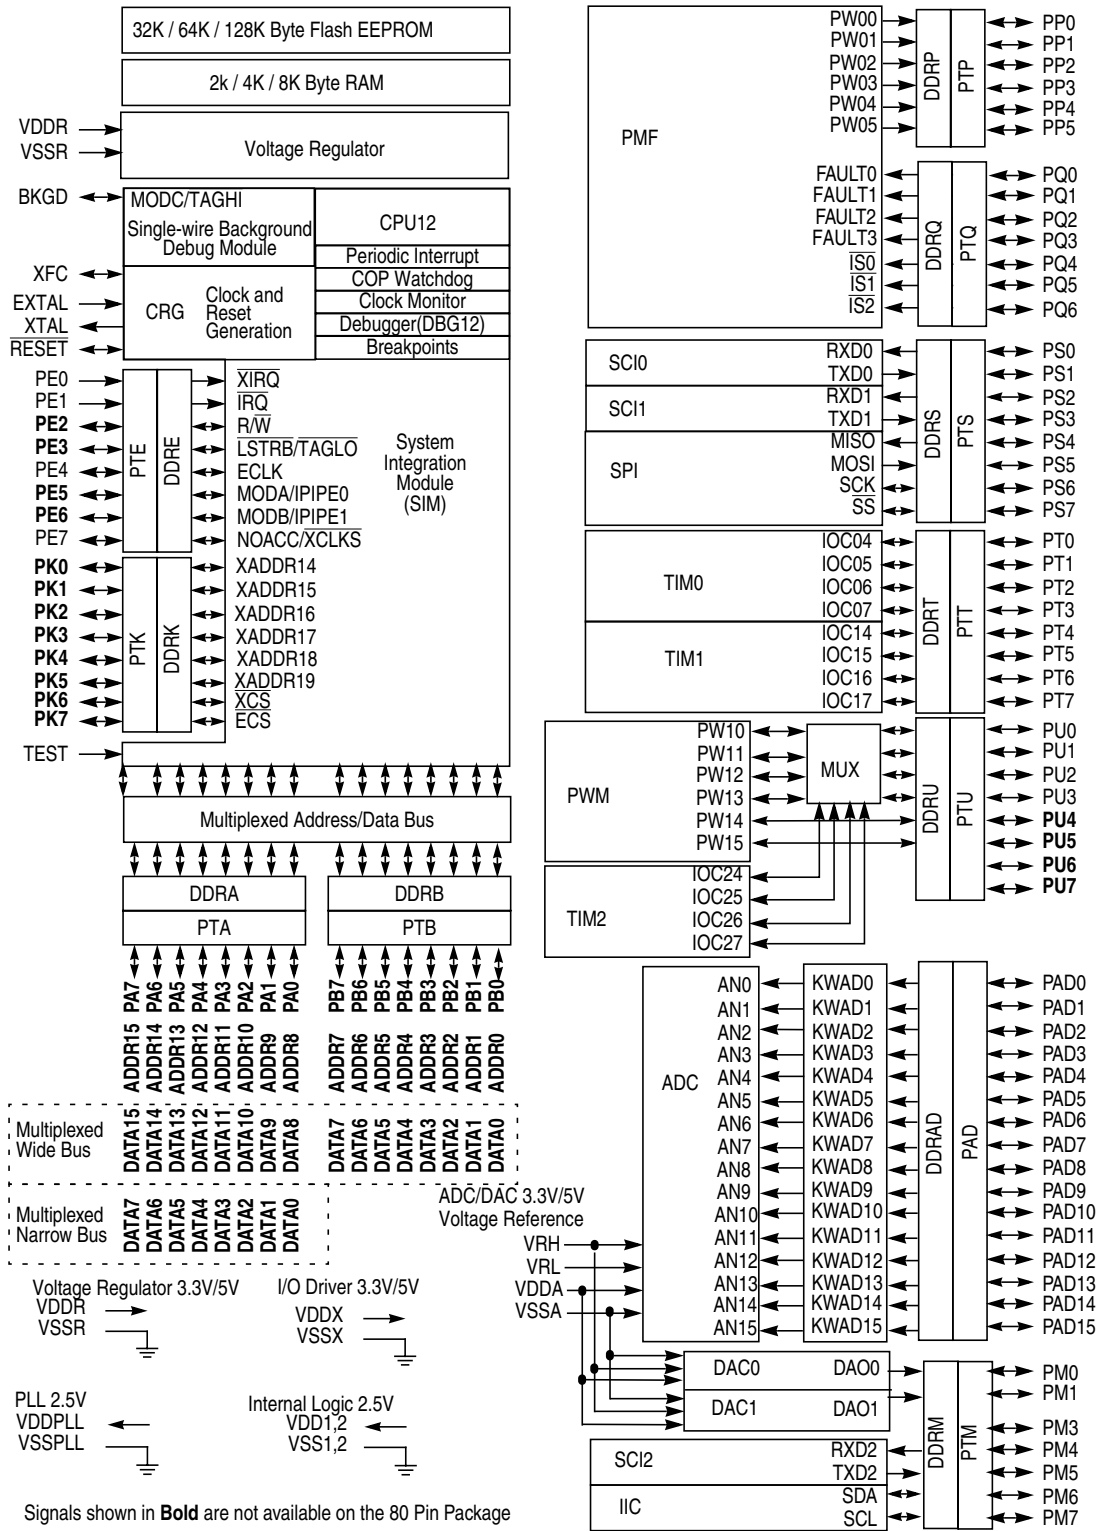 32K / 64K / 128K Byte Flash EEPROM
2k / 4K / 8K Byte RAM
VDDR
VSSR
Voltage Regulator
BKGD
MODC/TAGHI
Single-wire Background
Debug Module
CPU12
Periodic Interrupt
COP Watchdog
Clock Monitor
Debugger(DBG12)
Breakpoints
XFC
EXTAL
XTAL
RESET
CRG
Clock and
Reset
Generation
PE0
PE1
PE2
PE3
PE4
PE5
PE6
PE7
PTE
DDRE
XIRQ
IRQ
R/W
LSTRB/TAGLO
ECLK
MODA/IPIPE0
MODB/IPIPE1
NOACC/XCLKS
System
Integration
Module
(SIM)
PK0
PK1
PK2
PK3
PK4
PK5
PK6
PK7
PTK
DDRK
XADDR14
XADDR15
XADDR16
XADDR17
XADDR18
XADDR19
XCS
ECS
TEST
Multiplexed Address/Data Bus
DDRA
DDRB
PTA
PTB
PA7
PA6
PA5
PA4
PA3
PA2
PA1
PA0
PB7
PB6
PB5
PB4
PB3
PB2
PB1
PB0
ADDR15
ADDR14
ADDR13
ADDR12
ADDR11
ADDR10
ADDR9
ADDR8
ADDR7
ADDR6
ADDR5
ADDR4
ADDR3
ADDR2
ADDR1
ADDR0
Multiplexed
Wide Bus
DATA15
DATA14
DATA13
DATA12
DATA11
DATA10
DATA9
DATA8
DATA7
DATA6
DATA5
DATA4
DATA3
DATA2
DATA1
DATA0
Multiplexed
Narrow Bus
DATA7
DATA6
DATA5
DATA4
DATA3
DATA2
DATA1
DATA0
Voltage Regulator 3.3V/5V
VDDR
VSSR
I/O Driver 3.3V/5V
VDDX
VSSX
PLL 2.5V
VDDPLL
VSSPLL
Internal Logic 2.5V
VDD1,2
VSS1,2
Signals shown in Bold are not available on the 80 Pin Package
PMF
PW00
PW01
PW02
PW03
PW04
PW05
DDRP
PTP
PP0
PP1
PP2
PP3
PP4
PP5
FAULT0
FAULT1
FAULT2
FAULT3
IS0
IS1
IS2
DDRQ
PTQ
PQ0
PQ1
PQ2
PQ3
PQ4
PQ5
PQ6
SCI0
RXD0
TXD0
SCI1
RXD1
TXD1
SPI
MISO
MOSI
SCK
SS
DDRS
PTS
PS0
PS1
PS2
PS3
PS4
PS5
PS6
PS7
TIM0
IOC04
IOC05
IOC06
IOC07
TIM1
IOC14
IOC15
IOC16
IOC17
DDRT
PTT
PT0
PT1
PT2
PT3
PT4
PT5
PT6
PT7
PWM
PW10
PW11
PW12
PW13
PW14
PW15
MUX
DDRU
PTU
PU0
PU1
PU2
PU3
PU4
PU5
PU6
PU7
TIM2
IOC24
IOC25
IOC26
IOC27
ADC
AN0
AN1
AN2
AN3
AN4
AN5
AN6
AN7
AN8
AN9
AN10
AN11
AN12
AN13
AN14
AN15
KWAD0
KWAD1
KWAD2
KWAD3
KWAD4
KWAD5
KWAD6
KWAD7
KWAD8
KWAD9
KWAD10
KWAD11
KWAD12
KWAD13
KWAD14
KWAD15
DDRAD
PAD
PAD0
PAD1
PAD2
PAD3
PAD4
PAD5
PAD6
PAD7
PAD8
PAD9
PAD10
PAD11
PAD12
PAD13
PAD14
PAD15
ADC/DAC 3.3V/5V
Voltage Reference
VRH
VRL
VDDA
VSSA
DAC0
DAO0
DAC1
DAO1
SCI2
RXD2
TXD2
IIC
SDA
SCL
DDRM
PTM
PM0
PM1
PM3
PM4
PM5
PM6
PM7